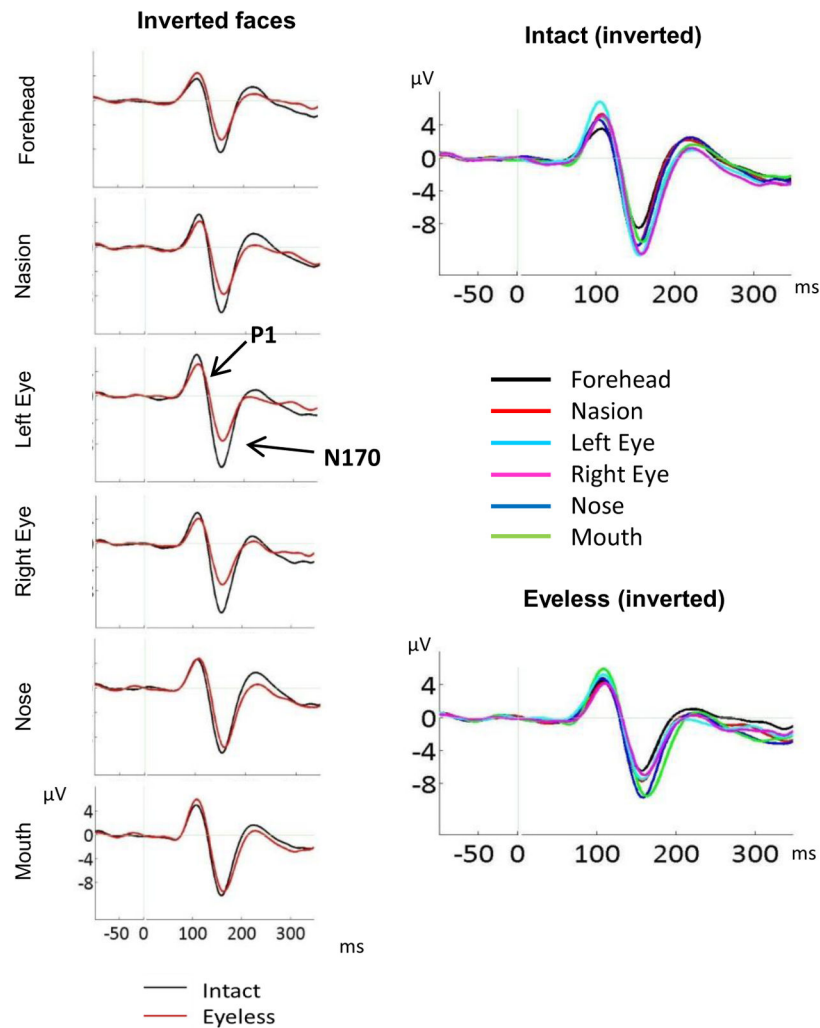 Inverted faces
Forehead
Nasion
Left Eye
P1
N170
Right Eye
Nose
Mouth
µV
4
0
-4
-8
-50 0 100 200 300
ms
Intact
Eyeless
Intact (inverted)
µV
4
0
-4
-8
-50 0 100 200 300
ms
Forehead
Nasion
Left Eye
Right Eye
Nose
Mouth
Eyeless (inverted)
µV
4
0
-4
-8
-50 0 100 200 300
ms